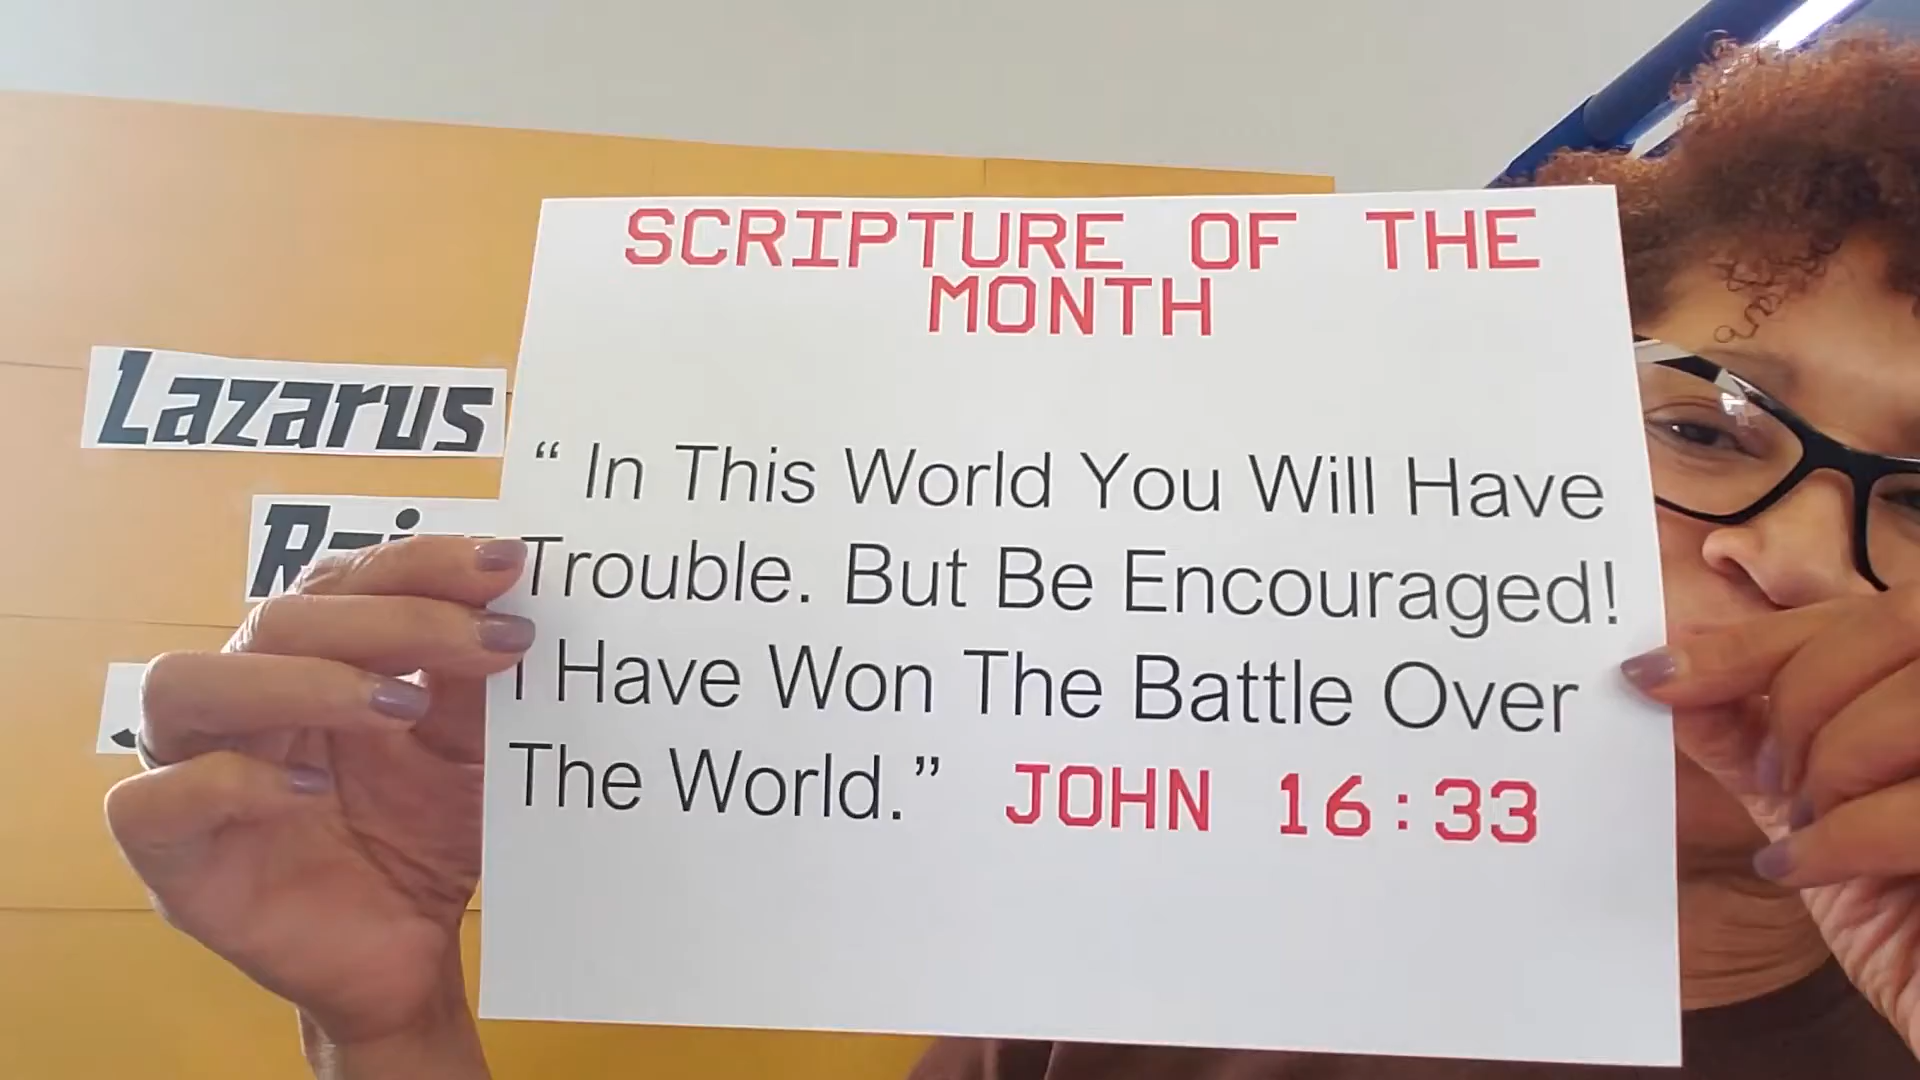 SCRIPTURE OF THE
MONTH
“ In This World You Will Have
Trouble. But Be Encouraged!
I Have Won The Battle Over
The World.” JOHN 16:33
Lazarus